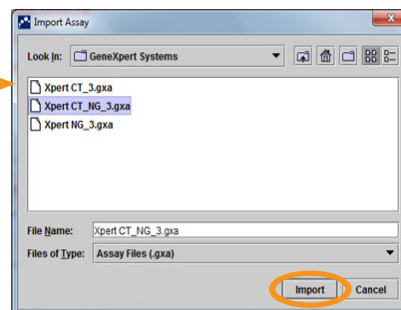 Import Assay
Look In: GeneXpert Systems
Xpert CT_3.gxa
Xpert CT_NG_3.gxa
Xpert NG_3.gxa
File Name: Xpert CT_NG_3.gxa
Files of Type: Assay Files (.gxa)
Import Cancel